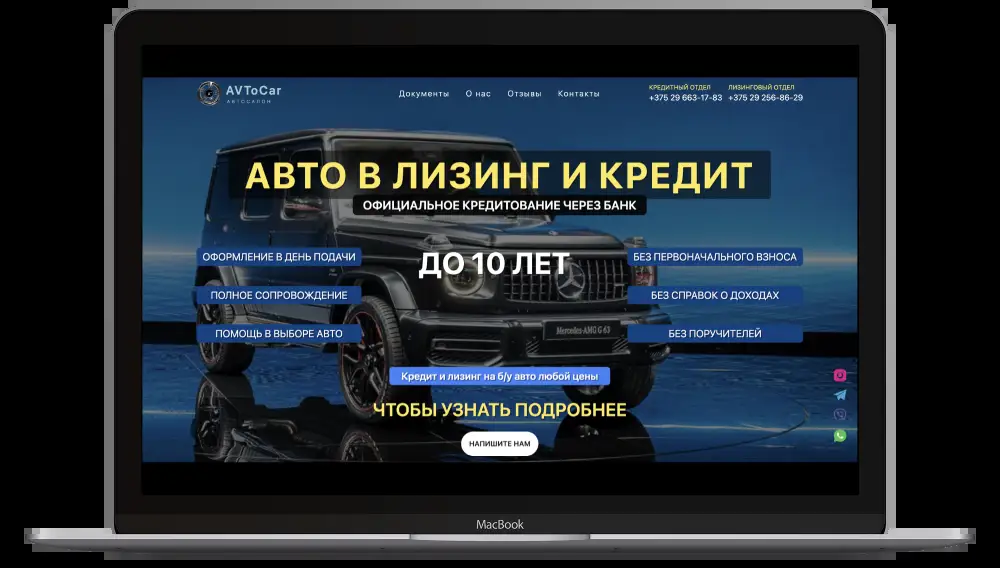 AVToCar
АВТОСАЛОН
Документы О нас Отзывы Контакты
КРЕДИТНЫЙ ОТДЕЛ
+375 29 663-17-83
ЛИЗИНГОВЫЙ ОТДЕЛ
+375 29 256-86-29
АВТО В ЛИЗИНГ И КРЕДИТ
ОФИЦИАЛЬНОЕ КРЕДИТОВАНИЕ ЧЕРЕЗ БАНК
ОФОРМЛЕНИЕ В ДЕНЬ ПОДАЧИ
ПОЛНОЕ СОПРОВОЖДЕНИЕ
ПОМОЩЬ В ВЫБОРЕ АВТО
ДО 10 ЛЕТ
БЕЗ ПЕРВОНАЧАЛЬНОГО ВЗНОСА
БЕЗ СПРАВОК О ДОХОДАХ
БЕЗ ПОРУЧИТЕЛЕЙ
Mercedes-AMG G 63
Кредит и лизинг на б/у авто любой цены
ЧТОБЫ УЗНАТЬ ПОДРОБНЕЕ
НАПИШИТЕ НАМ
MacBook